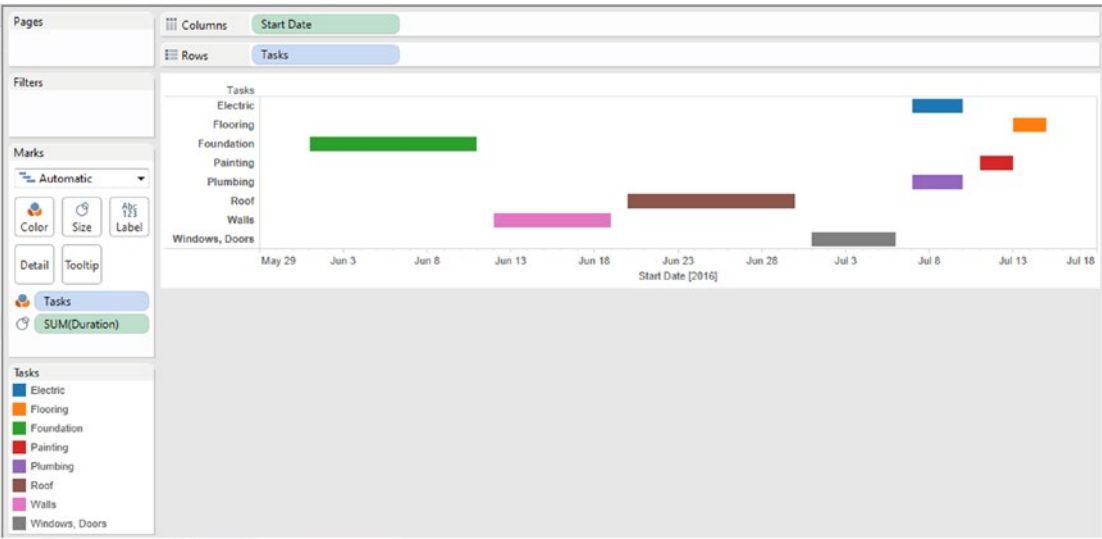 Pages
Columns Start Date
Rows Tasks
Filters
Marks
Automatic
Color Size Abc 123 Label
Detail Tooltip
Tasks
SUM(Duration)
Tasks
Electric
Flooring
Foundation
Painting
Plumbing
Roof
Walls
Windows, Doors
Tasks
Electric
Flooring
Foundation
Painting
Plumbing
Roof
Walls
Windows, Doors
May 29 Jun 3 Jun 8 Jun 13 Jun 18 Jun 23 Jun 28 Jul 3 Jul 8 Jul 13 Jul 18
Start Date [2016]